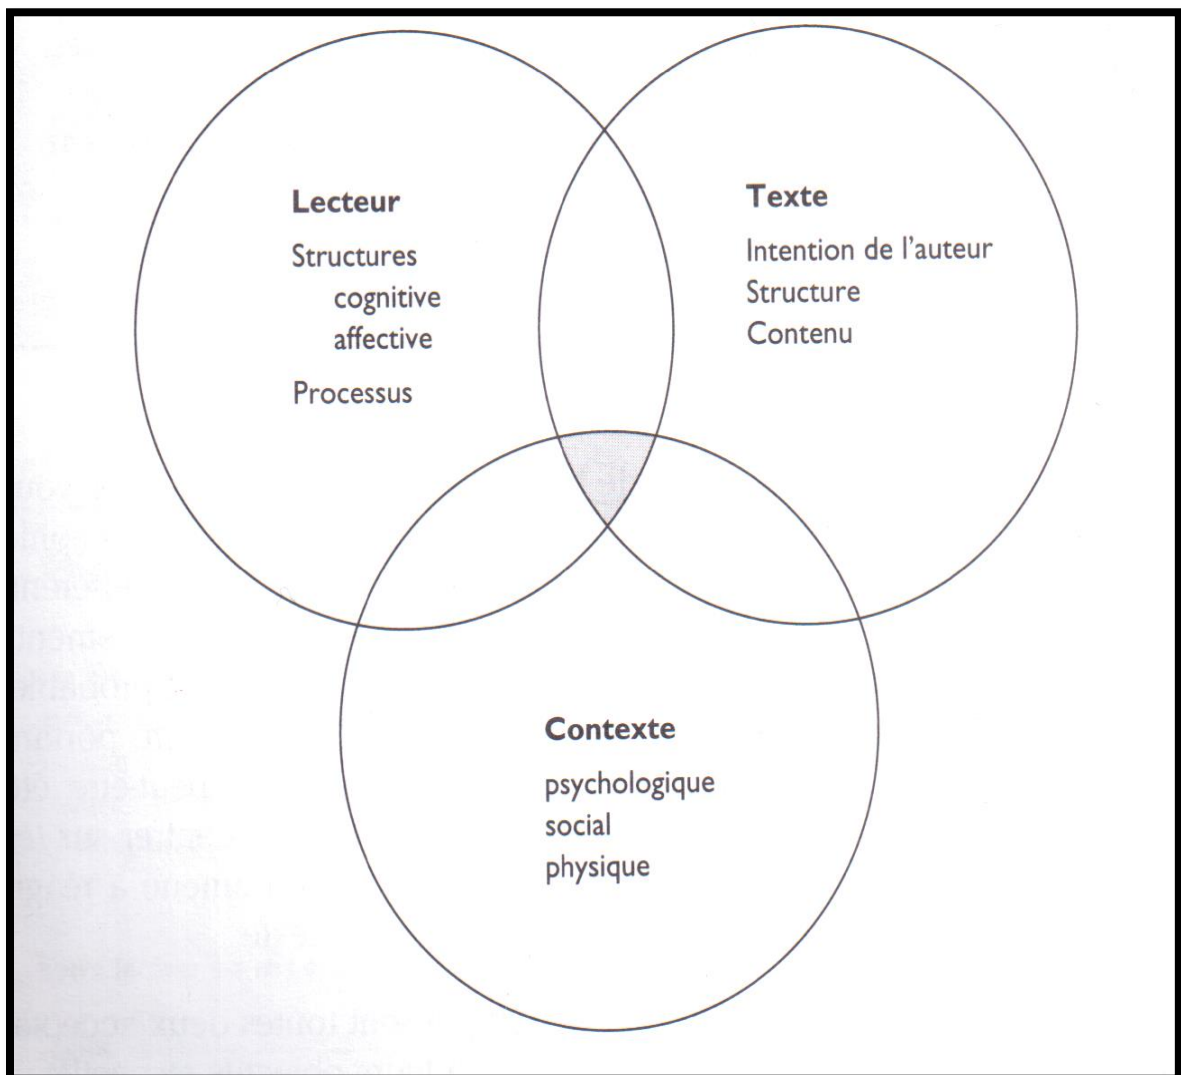 Lecteur
Structures
cognitive
affective
Processus
Texte
Intention de l'auteur
Structure
Contenu
Contexte
psychologique
social
physique